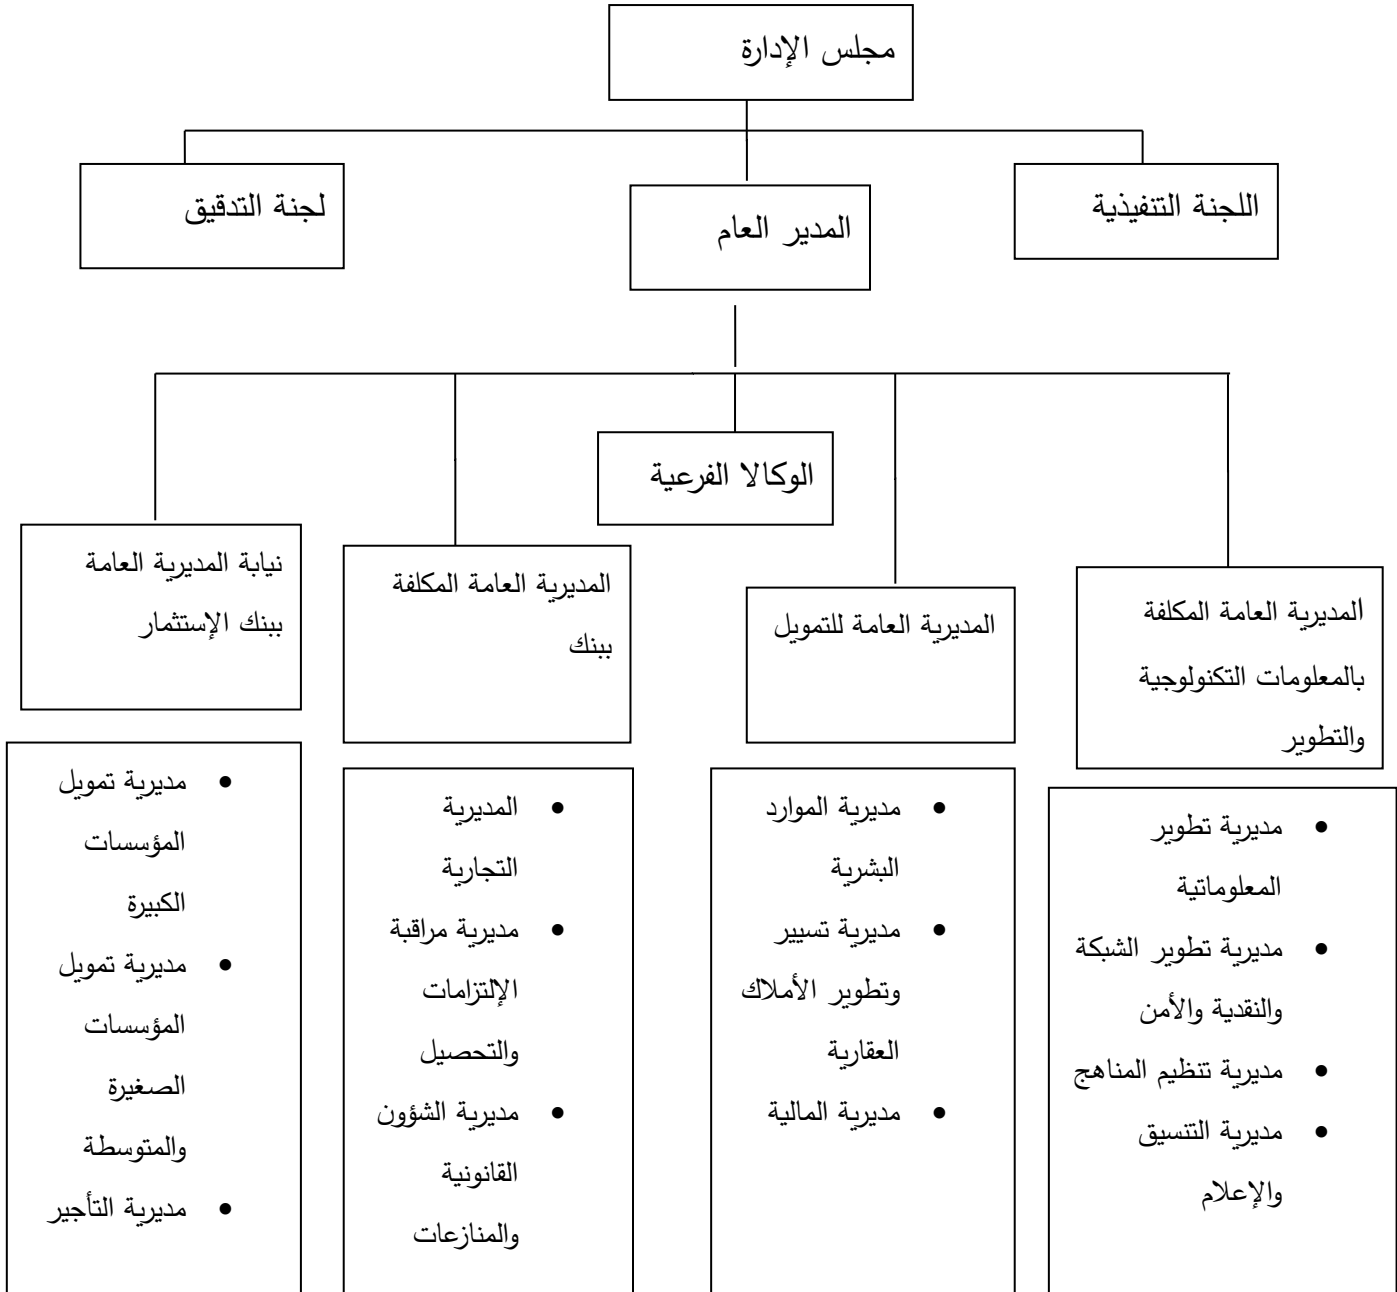 مجلس الإدارة
اللجنة التنفيذية
المدير العام
لجنة التدقيق
الوكالا الفرعية
المديرية العامة المكلفة
بالمعلومات التكنولوجية
والتطوير
المديرية العامة للتمويل
المديرية العامة المكلفة
ببنك
نيابة المديرية العامة
ببنك الإستثمار
• مديرية تطوير
المعلوماتية
• مديرية تطوير الشبكة
والنقدية والأمن
• مديرية تنظيم المناهج
• مديرية التنسيق
والإعلام
• مديرية الموارد
البشرية
• مديرية تسيير
وتطوير الأملاك
العقارية
• مديرية المالية
• المديرية
التجارية
• مديرية مراقبة
الإلتزامات
والتحصيل
• مديرية الشؤون
القانونية
والمنازعات
• مديرية تمويل
المؤسسات
الكبيرة
• مديرية تمويل
المؤسسات
الصغيرة
والمتوسطة
• مديرية التأجير